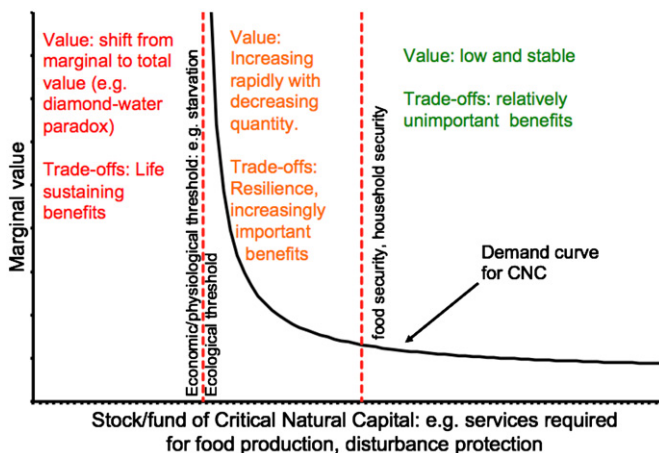 Marginal value
Value: shift from
marginal to total
value (e.g.
diamond-water
paradox)
Trade-offs: Life
sustaining
benefits
Economic/physiological threshold: e.g. starvation
Ecological threshold
Value:
Increasing
rapidly with
decreasing
quantity.
Trade-offs:
Resilience,
increasingly
important
benefits
food security, household security
Value: low and stable
Trade-offs: relatively
unimportant benefits
Demand curve
for CNC
Stock/fund of Critical Natural Capital: e.g. services required
for food production, disturbance protection